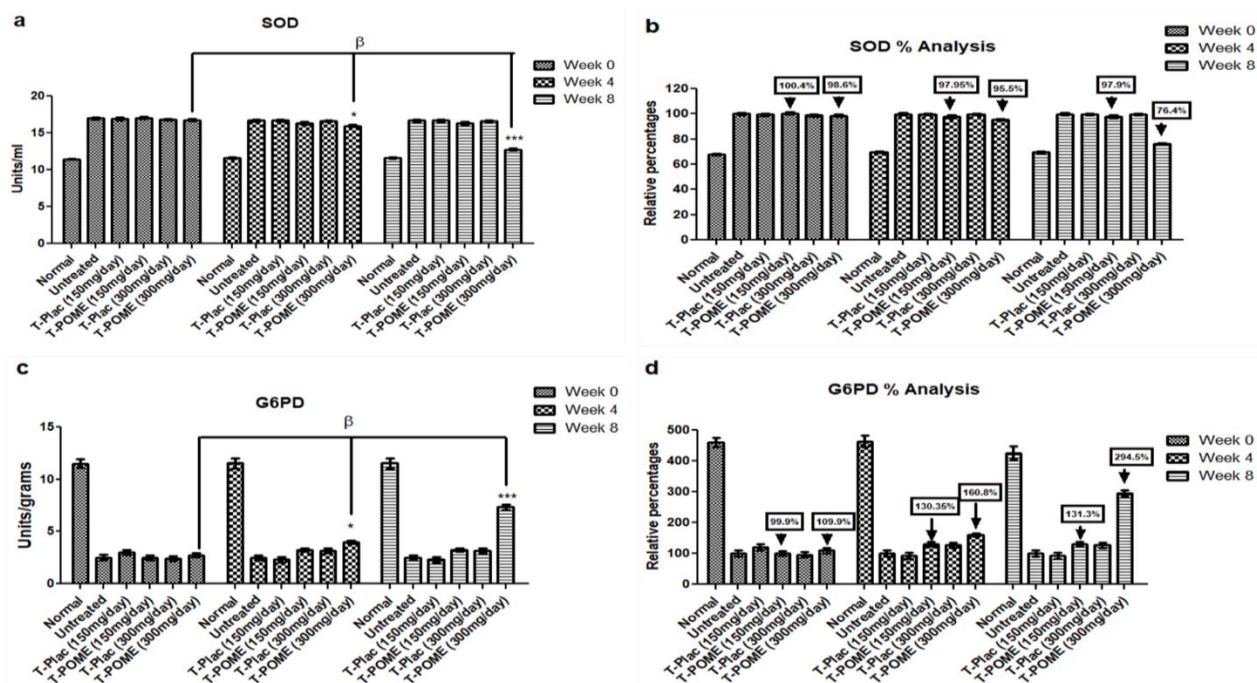 a
SOD
β
Week 0
Week 4
Week 8
Units/ml
20
15
10
5
0
*
***
Normal
Untreated
T-Plac (150mg/day)
T-POME (150mg/day)
T-Plac (300mg/day)
T-POME (300mg/day)
Normal
Untreated
T-Plac (150mg/day)
T-POME (150mg/day)
T-Plac (300mg/day)
T-POME (300mg/day)
Normal
Untreated
T-Plac (150mg/day)
T-POME (150mg/day)
T-Plac (300mg/day)
T-POME (300mg/day)
b
SOD % Analysis
Week 0
Week 4
Week 8
Relative percentages
120
100
80
60
40
20
0
100.4%
98.6%
97.95%
95.5%
97.9%
76.4%
Normal
Untreated
T-Plac (150mg/day)
T-POME (150mg/day)
T-Plac (300mg/day)
T-POME (300mg/day)
Normal
Untreated
T-Plac (150mg/day)
T-POME (150mg/day)
T-Plac (300mg/day)
T-POME (300mg/day)
Normal
Untreated
T-Plac (150mg/day)
T-POME (150mg/day)
T-Plac (300mg/day)
T-POME (300mg/day)
c
G6PD
β
Week 0
Week 4
Week 8
Units/grams
15
10
5
0
*
***
Normal
Untreated
T-Plac (150mg/day)
T-POME (150mg/day)
T-Plac (300mg/day)
T-POME (300mg/day)
Normal
Untreated
T-Plac (150mg/day)
T-POME (150mg/day)
T-Plac (300mg/day)
T-POME (300mg/day)
Normal
Untreated
T-Plac (150mg/day)
T-POME (150mg/day)
T-Plac (300mg/day)
T-POME (300mg/day)
d
G6PD % Analysis
Week 0
Week 4
Week 8
Relative percentages
500
400
300
200
100
0
99.9%
109.9%
130.35%
160.8%
131.3%
294.5%
Normal
Untreated
T-Plac (150mg/day)
T-POME (150mg/day)
T-Plac (300mg/day)
T-POME (300mg/day)
Normal
Untreated
T-Plac (150mg/day)
T-POME (150mg/day)
T-Plac (300mg/day)
T-POME (300mg/day)
Normal
Untreated
T-Plac (150mg/day)
T-POME (150mg/day)
T-Plac (300mg/day)
T-POME (300mg/day)